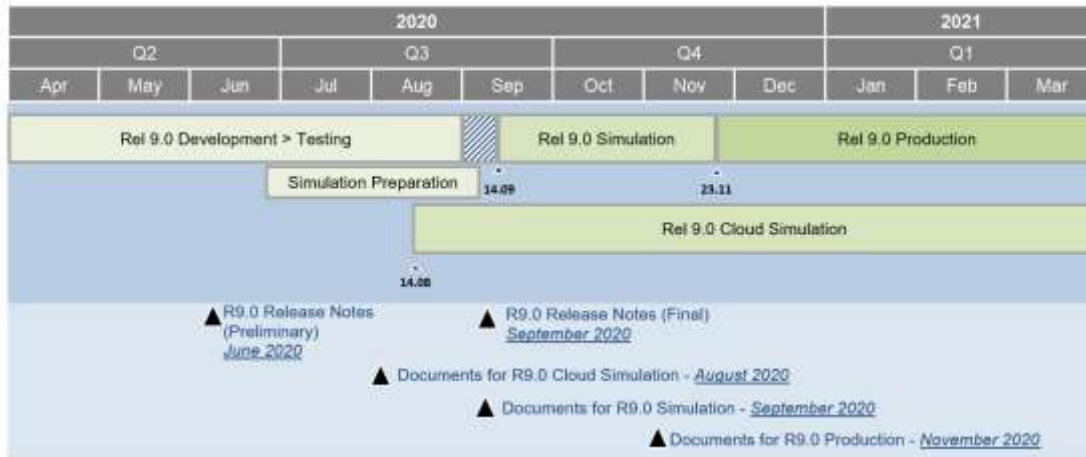 2020 2021
Q2 Q3 Q4 Q1
Apr May Jun Jul Aug Sep Oct Nov Dec Jan Feb Mar
Rel 9.0 Development > Testing Rel 9.0 Simulation Rel 9.0 Production
Simulation Preparation
14.09 23.11
Rel 9.0 Cloud Simulation
14.08
R9.0 Release Notes
(Preliminary)
June 2020
R9.0 Release Notes (Final)
September 2020
Documents for R9.0 Cloud Simulation - August 2020
Documents for R9.0 Simulation - September 2020
Documents for R9.0 Production - November 2020